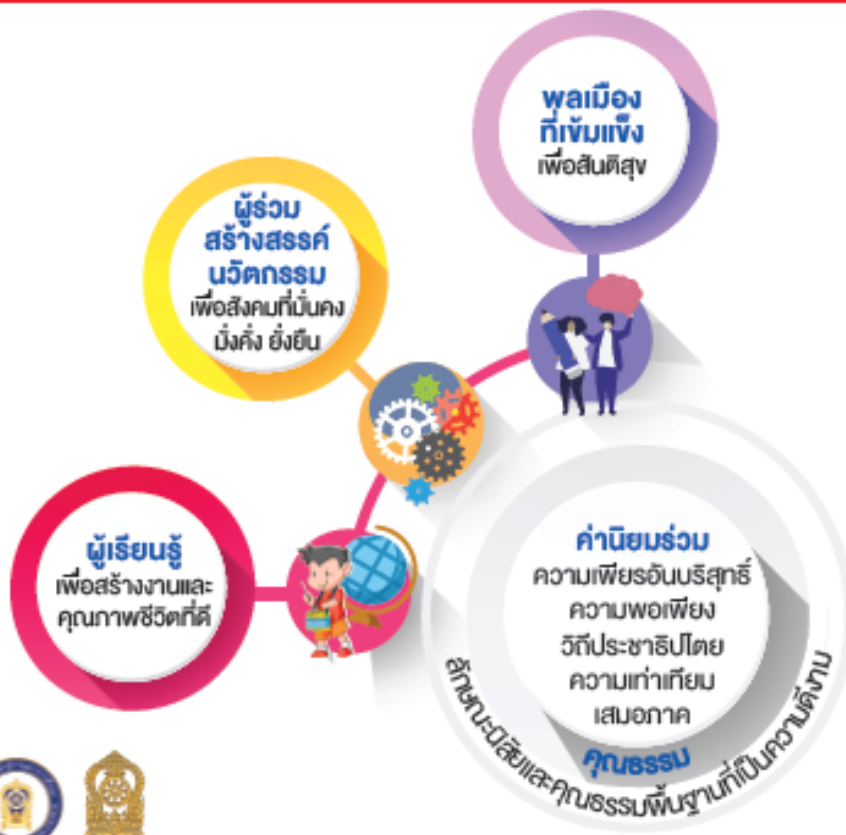 พลเมือง
ที่เข้มแข็ง
เพื่อสันติสุข
ผู้ร่วม
สร้างสรรค์
นวัตกรรม
เพื่อสังคมที่มั่นคง
มั่งคั่ง ยั่งยืน
ผู้เรียนรู้
เพื่อสร้างงานและ
คุณภาพชีวิตที่ดี
ค่านิยมร่วม
ความเพียรอันบริสุทธิ์
ความพอเพียง
วิถีประชาธิปไตย
ความเท่าเทียม
เสมอภาค
คุณธรรม
ลักษณะนิสัยและคุณธรรมพื้นฐานที่เป็นความดีงาม